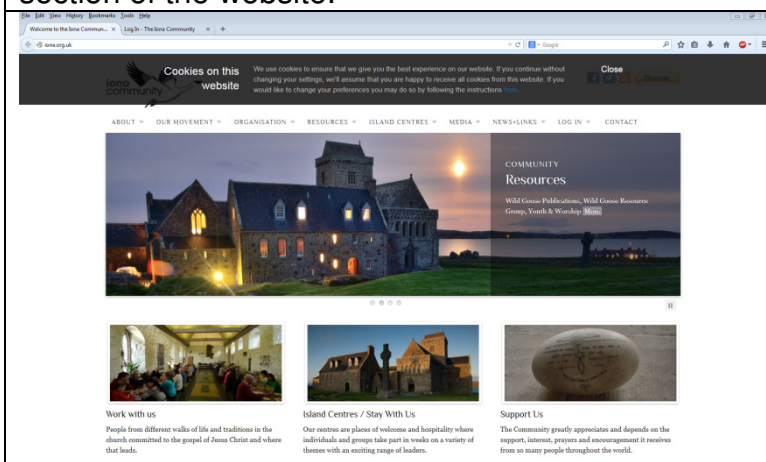 section of the website.
File Edit View History Bookmarks Tools Help
Welcome to the Iona Commun... × Log In - The Iona Community × +
iona.org.uk
Google
Cookies on this website
We use cookies to ensure that we give you the best experience on our website. If you continue without
changing your settings, we'll assume that you are happy to receive all cookies from this website. If you
would like to change your preferences you may do so by following the instructions here.
Close
iona community
Donate
ABOUT OUR MOVEMENT ORGANISATION RESOURCES ISLAND CENTRES MEDIA NEWS+LINKS LOG IN CONTACT
COMMUNITY
Resources
Wild Goose Publications, Wild Goose Resource
Group, Youth & Worship More
Work with us
People from different walks of life and traditions in the
church committed to the gospel of Jesus Christ and where
that leads.
Island Centres / Stay With Us
Our centres are places of welcome and hospitality where
individuals and groups take part in weeks on a variety of
themes with an exciting range of leaders.
Support Us
The Community greatly appreciates and depends on the
support, interest, prayers and encouragement it receives
from so many people throughout the world.